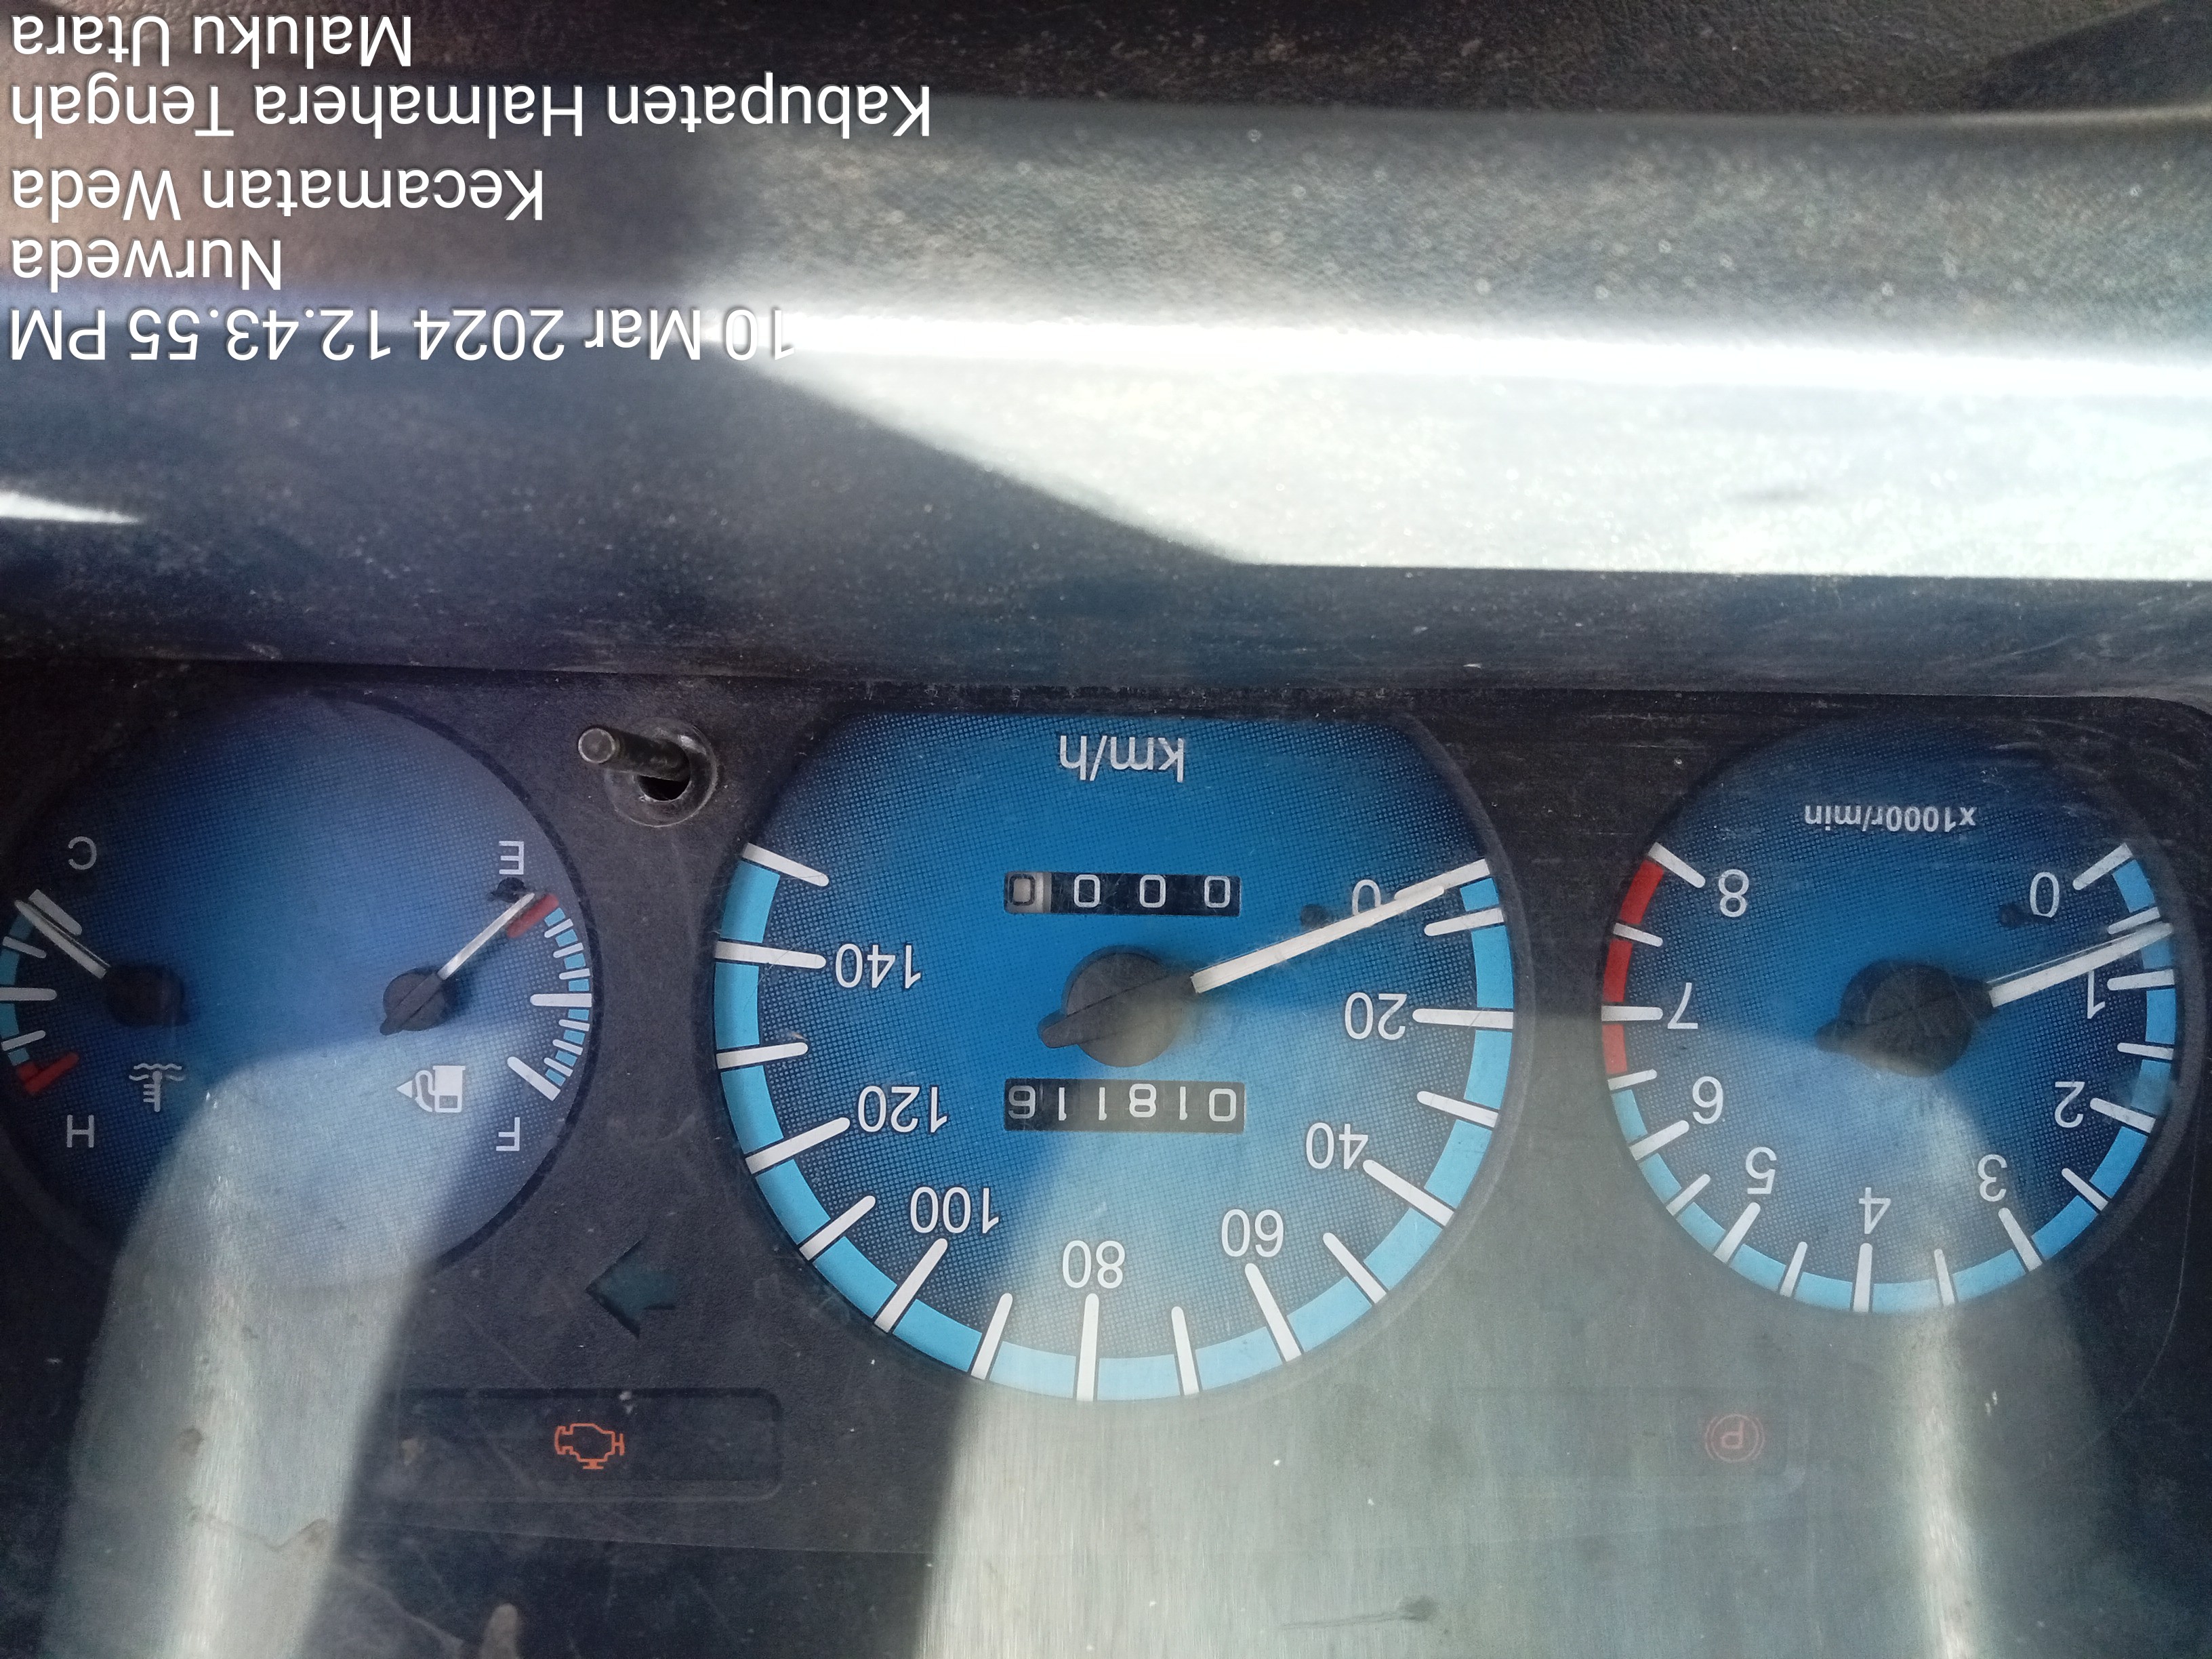 P
4
3
5
2
6
1
7
0
8
x1000r/min
80
60
100
40
120
20
140
0
018116
0000
km/h
F
H
E
C
10 Mar 2024 12.43.55 PM
Nurweda
Kecamatan Weda
Kabupaten Halmahera Tengah
Maluku Utara